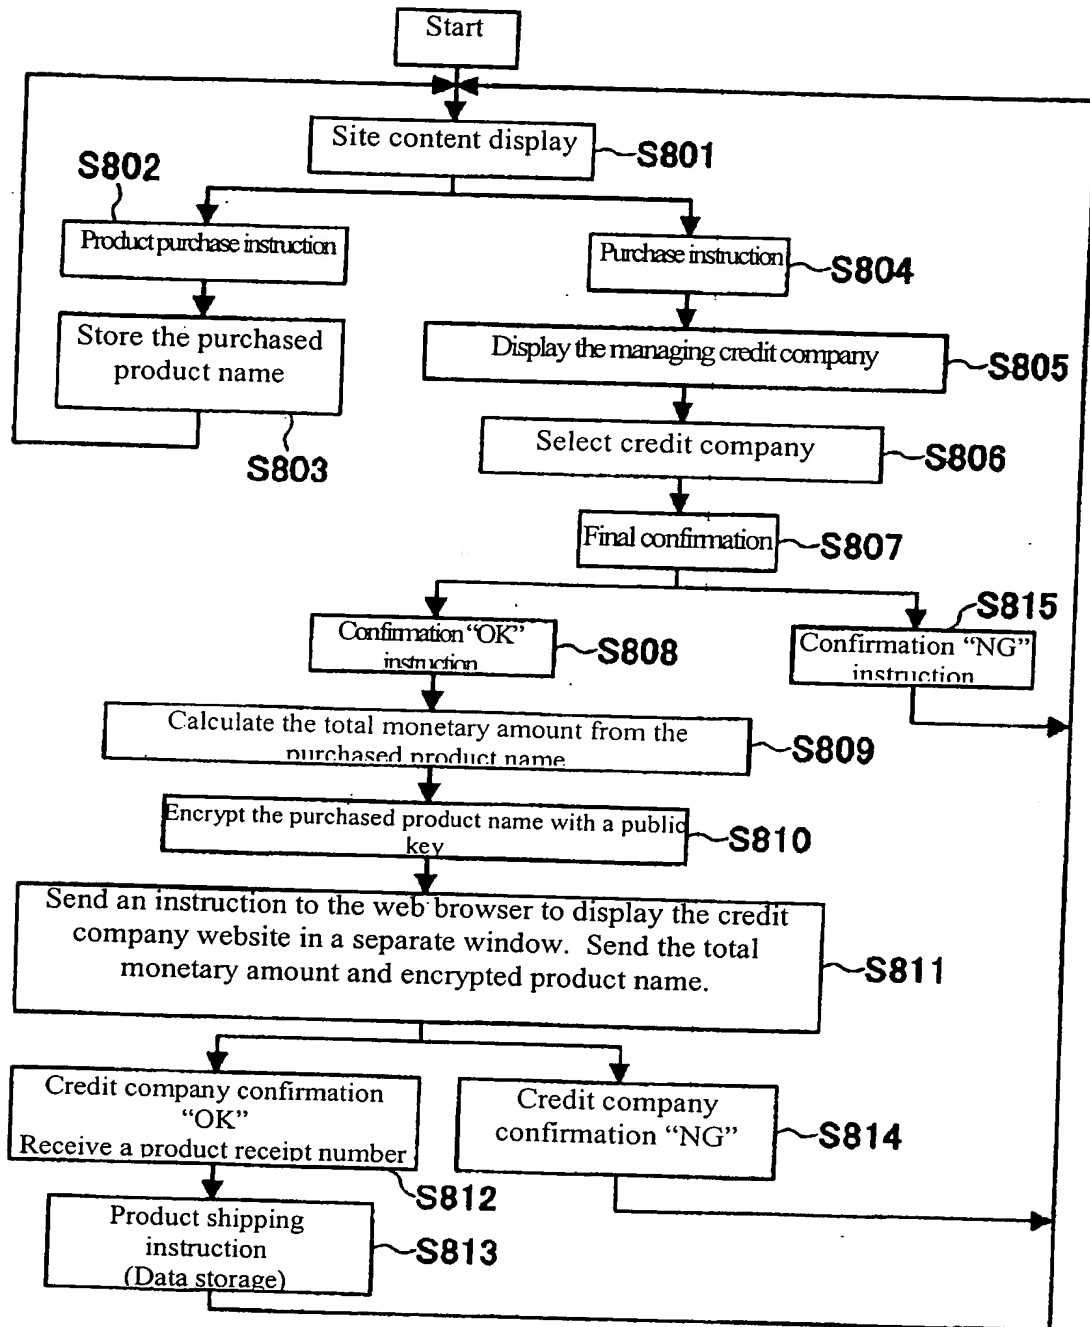 Start
Site content display
S801
S802
Product purchase instruction
Purchase instruction
S804
Store the purchased
product name
S803
Display the managing credit company
S805
Select credit company
S806
Final confirmation
S807
Confirmation “OK”
instruction
S808
S815
Confirmation “NG”
instruction
Calculate the total monetary amount from the
purchased product name
S809
Encrypt the purchased product name with a public
key
S810
Send an instruction to the web browser to display the credit
company website in a separate window. Send the total
monetary amount and encrypted product name.
S811
Credit company confirmation
“OK”
Receive a product receipt number
S812
Credit company
confirmation “NG”
S814
Product shipping
instruction
(Data storage)
S813